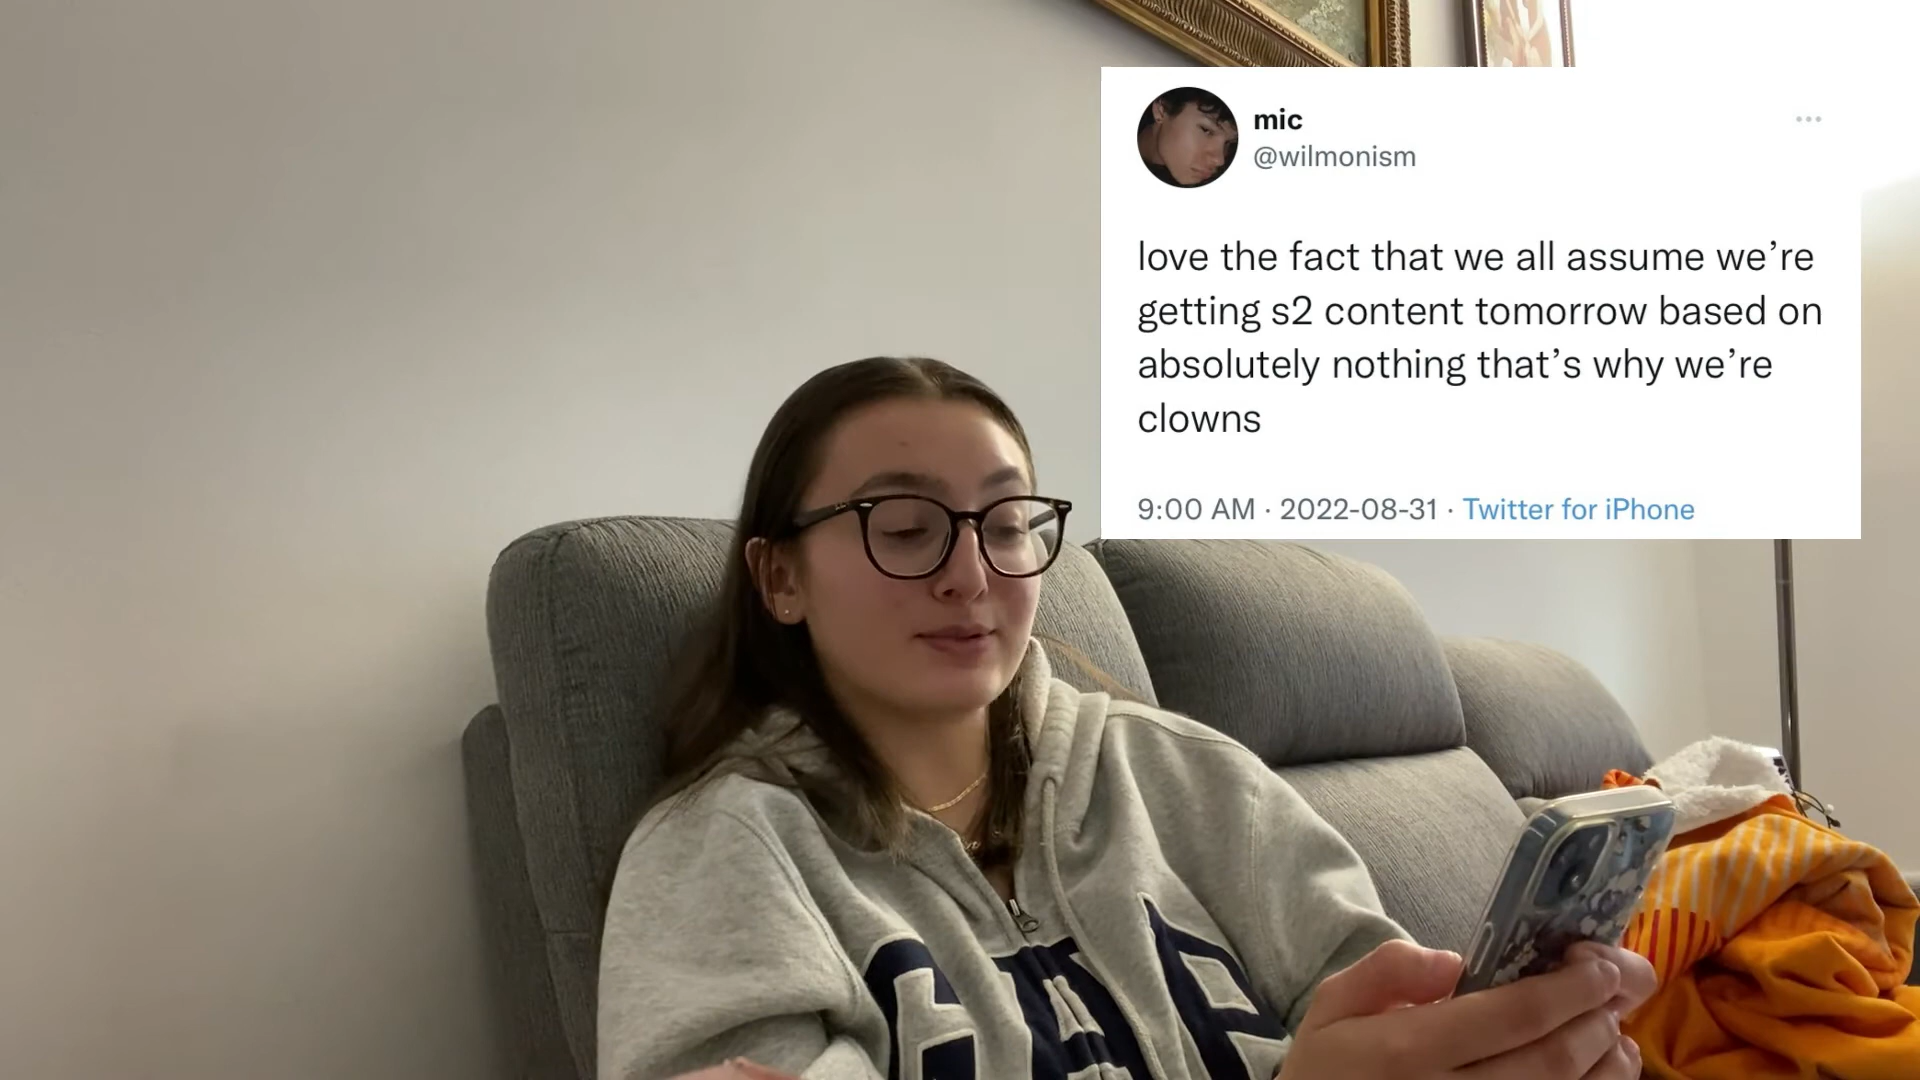 mic
@wilmonism
love the fact that we all assume we’re
getting s2 content tomorrow based on
absolutely nothing that’s why we’re
clowns
9:00 AM · 2022-08-31 · Twitter for iPhone
GAP